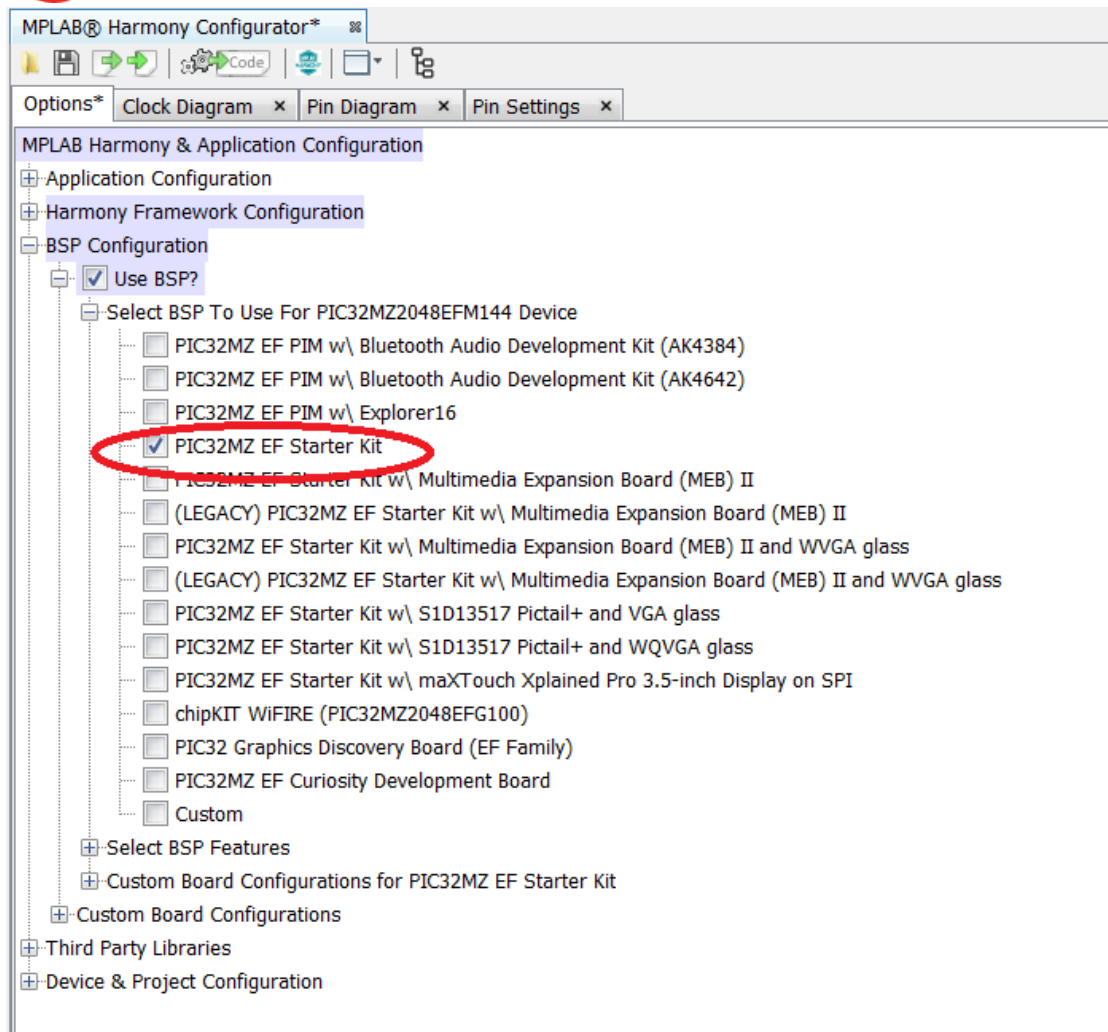 MPLAB® Harmony Configurator*
Code
Options* Clock Diagram × Pin Diagram × Pin Settings ×
MPLAB Harmony & Application Configuration
Application Configuration
Harmony Framework Configuration
BSP Configuration
Use BSP?
Select BSP To Use For PIC32MZ2048EFM144 Device
PIC32MZ EF PIM w\ Bluetooth Audio Development Kit (AK4384)
PIC32MZ EF PIM w\ Bluetooth Audio Development Kit (AK4642)
PIC32MZ EF PIM w\ Explorer16
PIC32MZ EF Starter Kit
PIC32MZ EF Starter Kit w\ Multimedia Expansion Board (MEB) II
(LEGACY) PIC32MZ EF Starter Kit w\ Multimedia Expansion Board (MEB) II
PIC32MZ EF Starter Kit w\ Multimedia Expansion Board (MEB) II and WVGA glass
(LEGACY) PIC32MZ EF Starter Kit w\ Multimedia Expansion Board (MEB) II and WVGA glass
PIC32MZ EF Starter Kit w\ S1D13517 Pictail+ and VGA glass
PIC32MZ EF Starter Kit w\ S1D13517 Pictail+ and WQVGA glass
PIC32MZ EF Starter Kit w\ maXTouch Xplained Pro 3.5-inch Display on SPI
chipKIT WiFIRE (PIC32MZ2048EFG100)
PIC32 Graphics Discovery Board (EF Family)
PIC32MZ EF Curiosity Development Board
Custom
Select BSP Features
Custom Board Configurations for PIC32MZ EF Starter Kit
Custom Board Configurations
Third Party Libraries
Device & Project Configuration